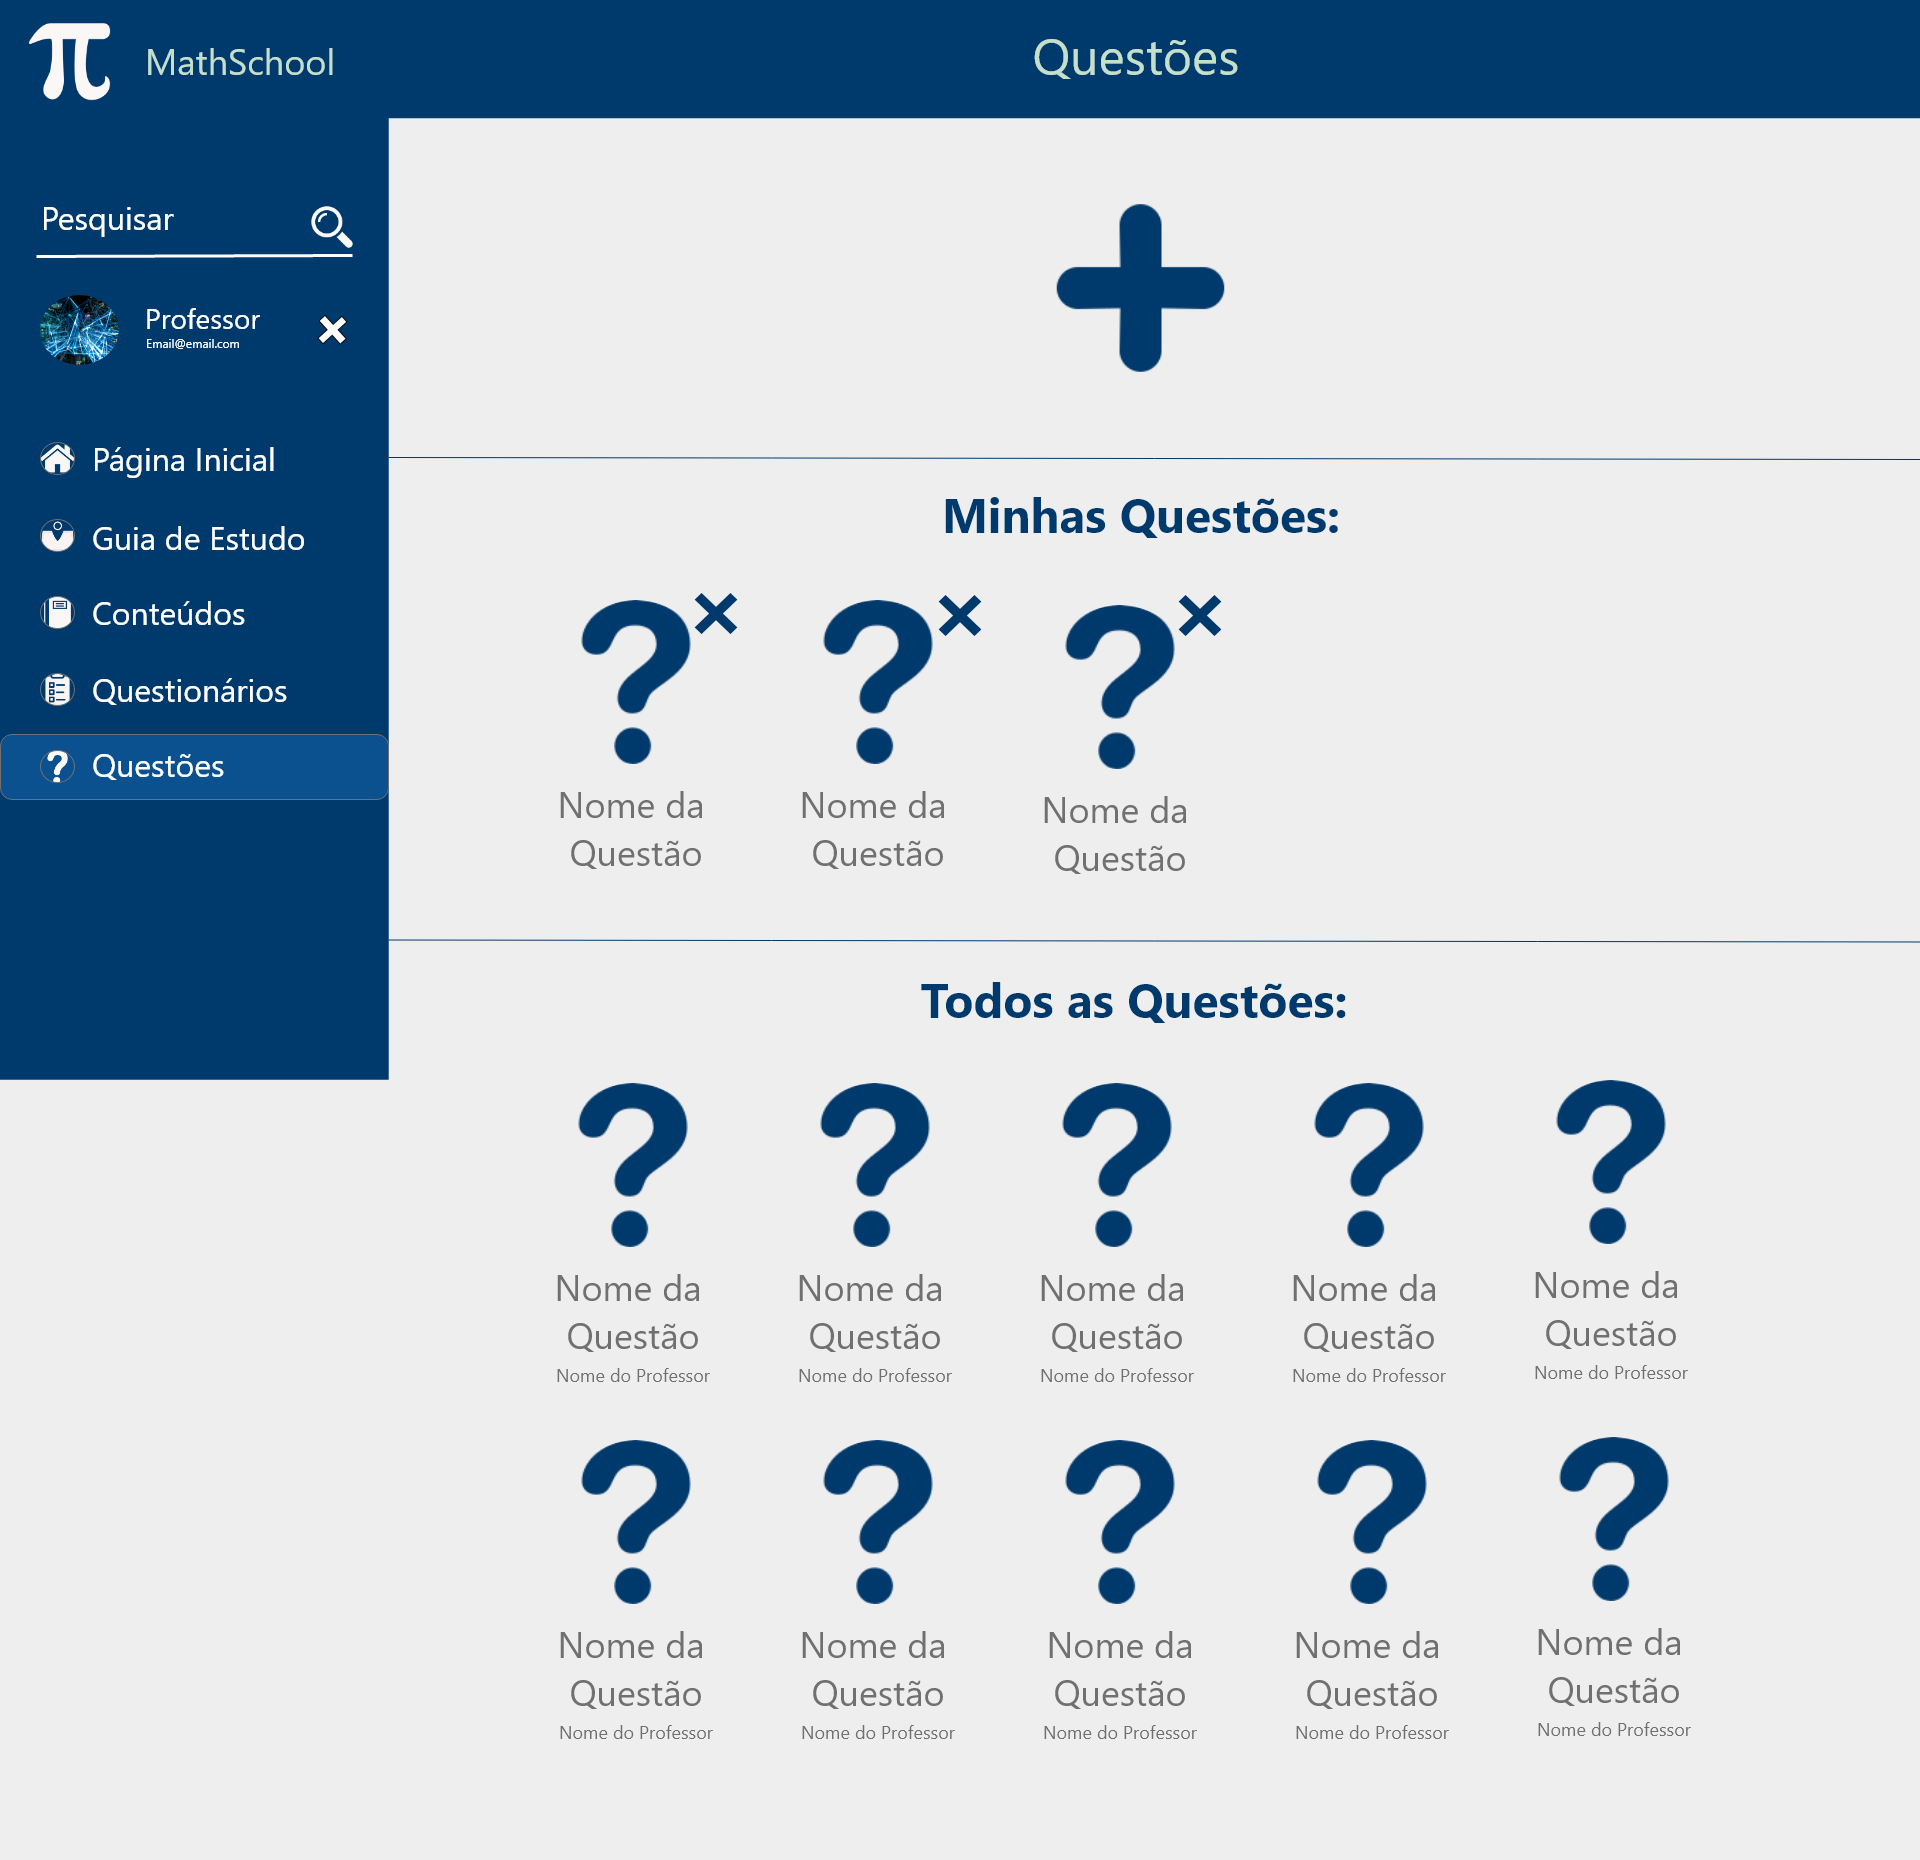 MathSchool
Questões
Pesquisar
Professor
Email@email.com
Página Inicial
Guia de Estudo
Conteúdos
Questionários
Questões
Minhas Questões:
Nome da
Questão
Nome da
Questão
Nome da
Questão
Todos as Questões:
Nome da
Questão
Nome do Professor
Nome da
Questão
Nome do Professor
Nome da
Questão
Nome do Professor
Nome da
Questão
Nome do Professor
Nome da
Questão
Nome do Professor
Nome da
Questão
Nome do Professor
Nome da
Questão
Nome do Professor
Nome da
Questão
Nome do Professor
Nome da
Questão
Nome do Professor
Nome da
Questão
Nome do Professor